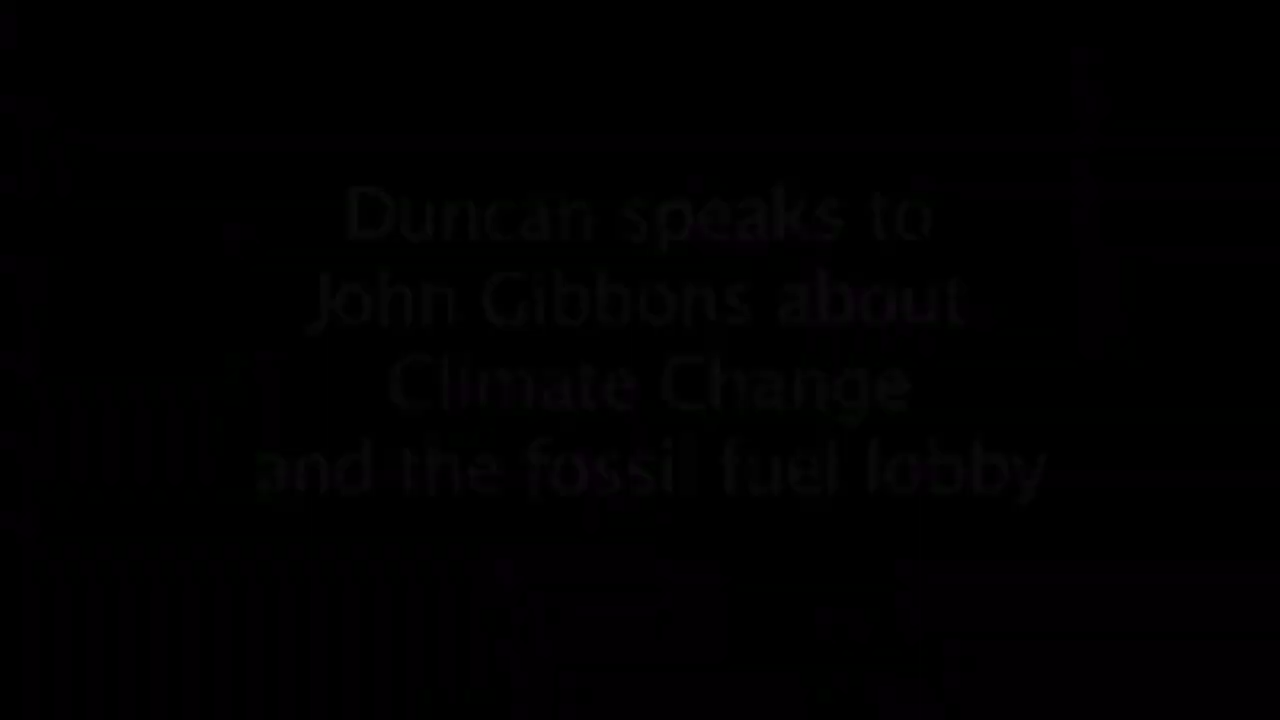 Duncan speaks to
John Gibbons about
Climate Change
and the fossil fuel lobby